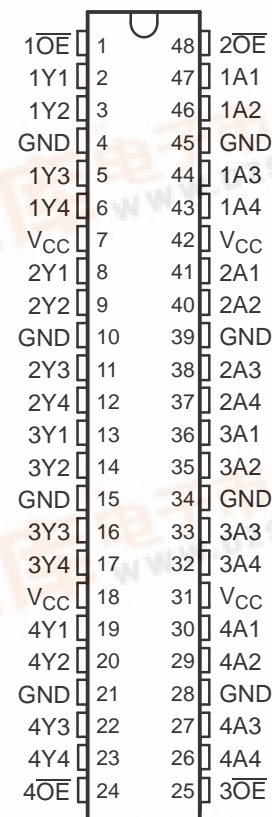 1O̅E̅ 1 48 2O̅E̅
1Y1 2 47 1A1
1Y2 3 46 1A2
GND 4 45 GND
1Y3 5 44 1A3
1Y4 6 43 1A4
VCC 7 42 VCC
2Y1 8 41 2A1
2Y2 9 40 2A2
GND 10 39 GND
2Y3 11 38 2A3
2Y4 12 37 2A4
3Y1 13 36 3A1
3Y2 14 35 3A2
GND 15 34 GND
3Y3 16 33 3A3
3Y4 17 32 3A4
VCC 18 31 VCC
4Y1 19 30 4A1
4Y2 20 29 4A2
GND 21 28 GND
4Y3 22 27 4A3
4Y4 23 26 4A4
4O̅E̅ 24 25 3O̅E̅